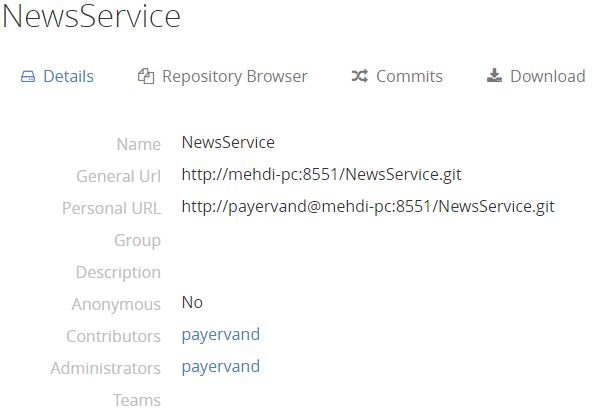 NewsService
Details Repository Browser Commits Download
Name NewsService
General Url http://mehdi-pc:8551/NewsService.git
Personal URL http://payervand@mehdi-pc:8551/NewsService.git
Group
Description
Anonymous No
Contributors payervand
Administrators payervand
Teams